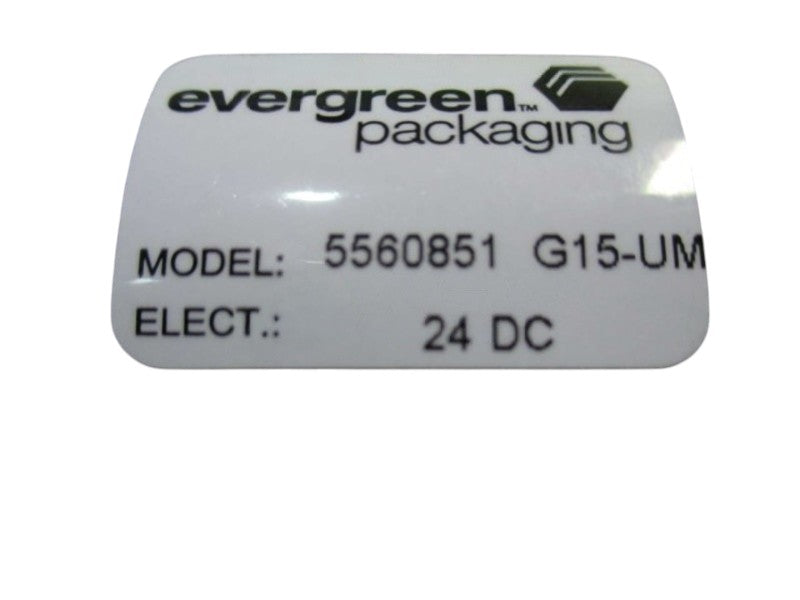 evergreen™
packaging
MODEL: 5560851 G15-UM
ELECT.: 24 DC